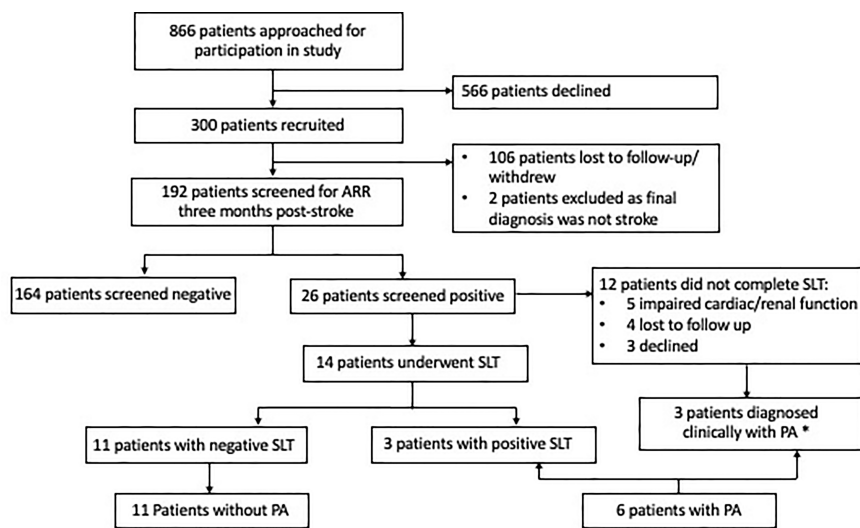 866 patients approached for
participation in study
566 patients declined
300 patients recruited
• 106 patients lost to follow-up/
withdrew
• 2 patients excluded as final
diagnosis was not stroke
192 patients screened for ARR
three months post-stroke
164 patients screened negative
26 patients screened positive
12 patients did not complete SLT:
• 5 impaired cardiac/renal function
• 4 lost to follow up
• 3 declined
14 patients underwent SLT
3 patients diagnosed
clinically with PA *
11 patients with negative SLT
3 patients with positive SLT
11 Patients without PA
6 patients with PA